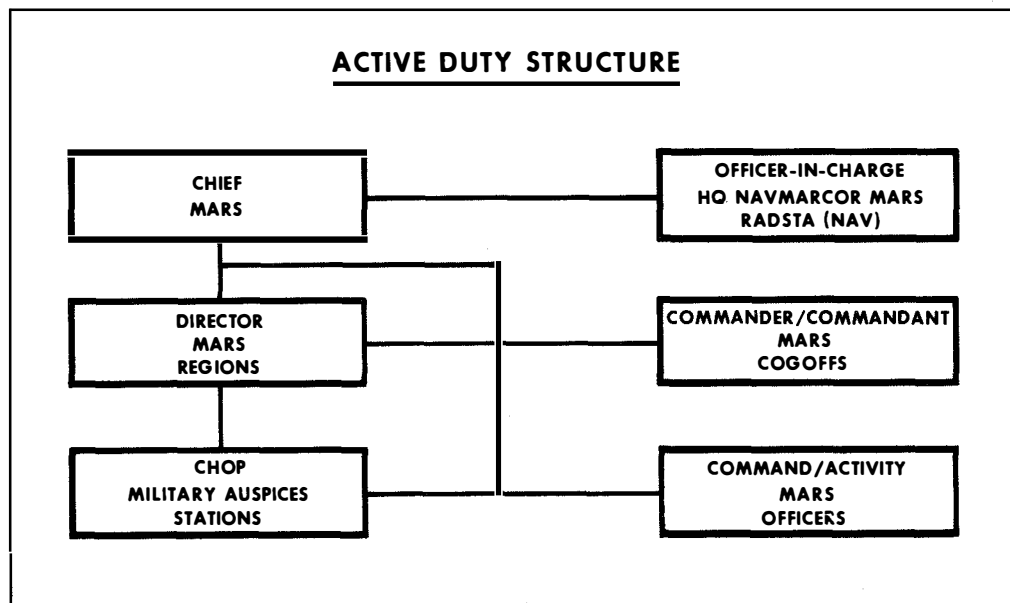 ACTIVE DUTY STRUCTURE
CHIEF
MARS
OFFICER-IN-CHARGE
HQ NAVMARCOR MARS
RADSTA (NAV)
DIRECTOR
MARS
REGIONS
COMMANDER/COMMANDANT
MARS
COGOFFS
CHOP
MILITARY AUSPICES
STATIONS
COMMAND/ACTIVITY
MARS
OFFICERS